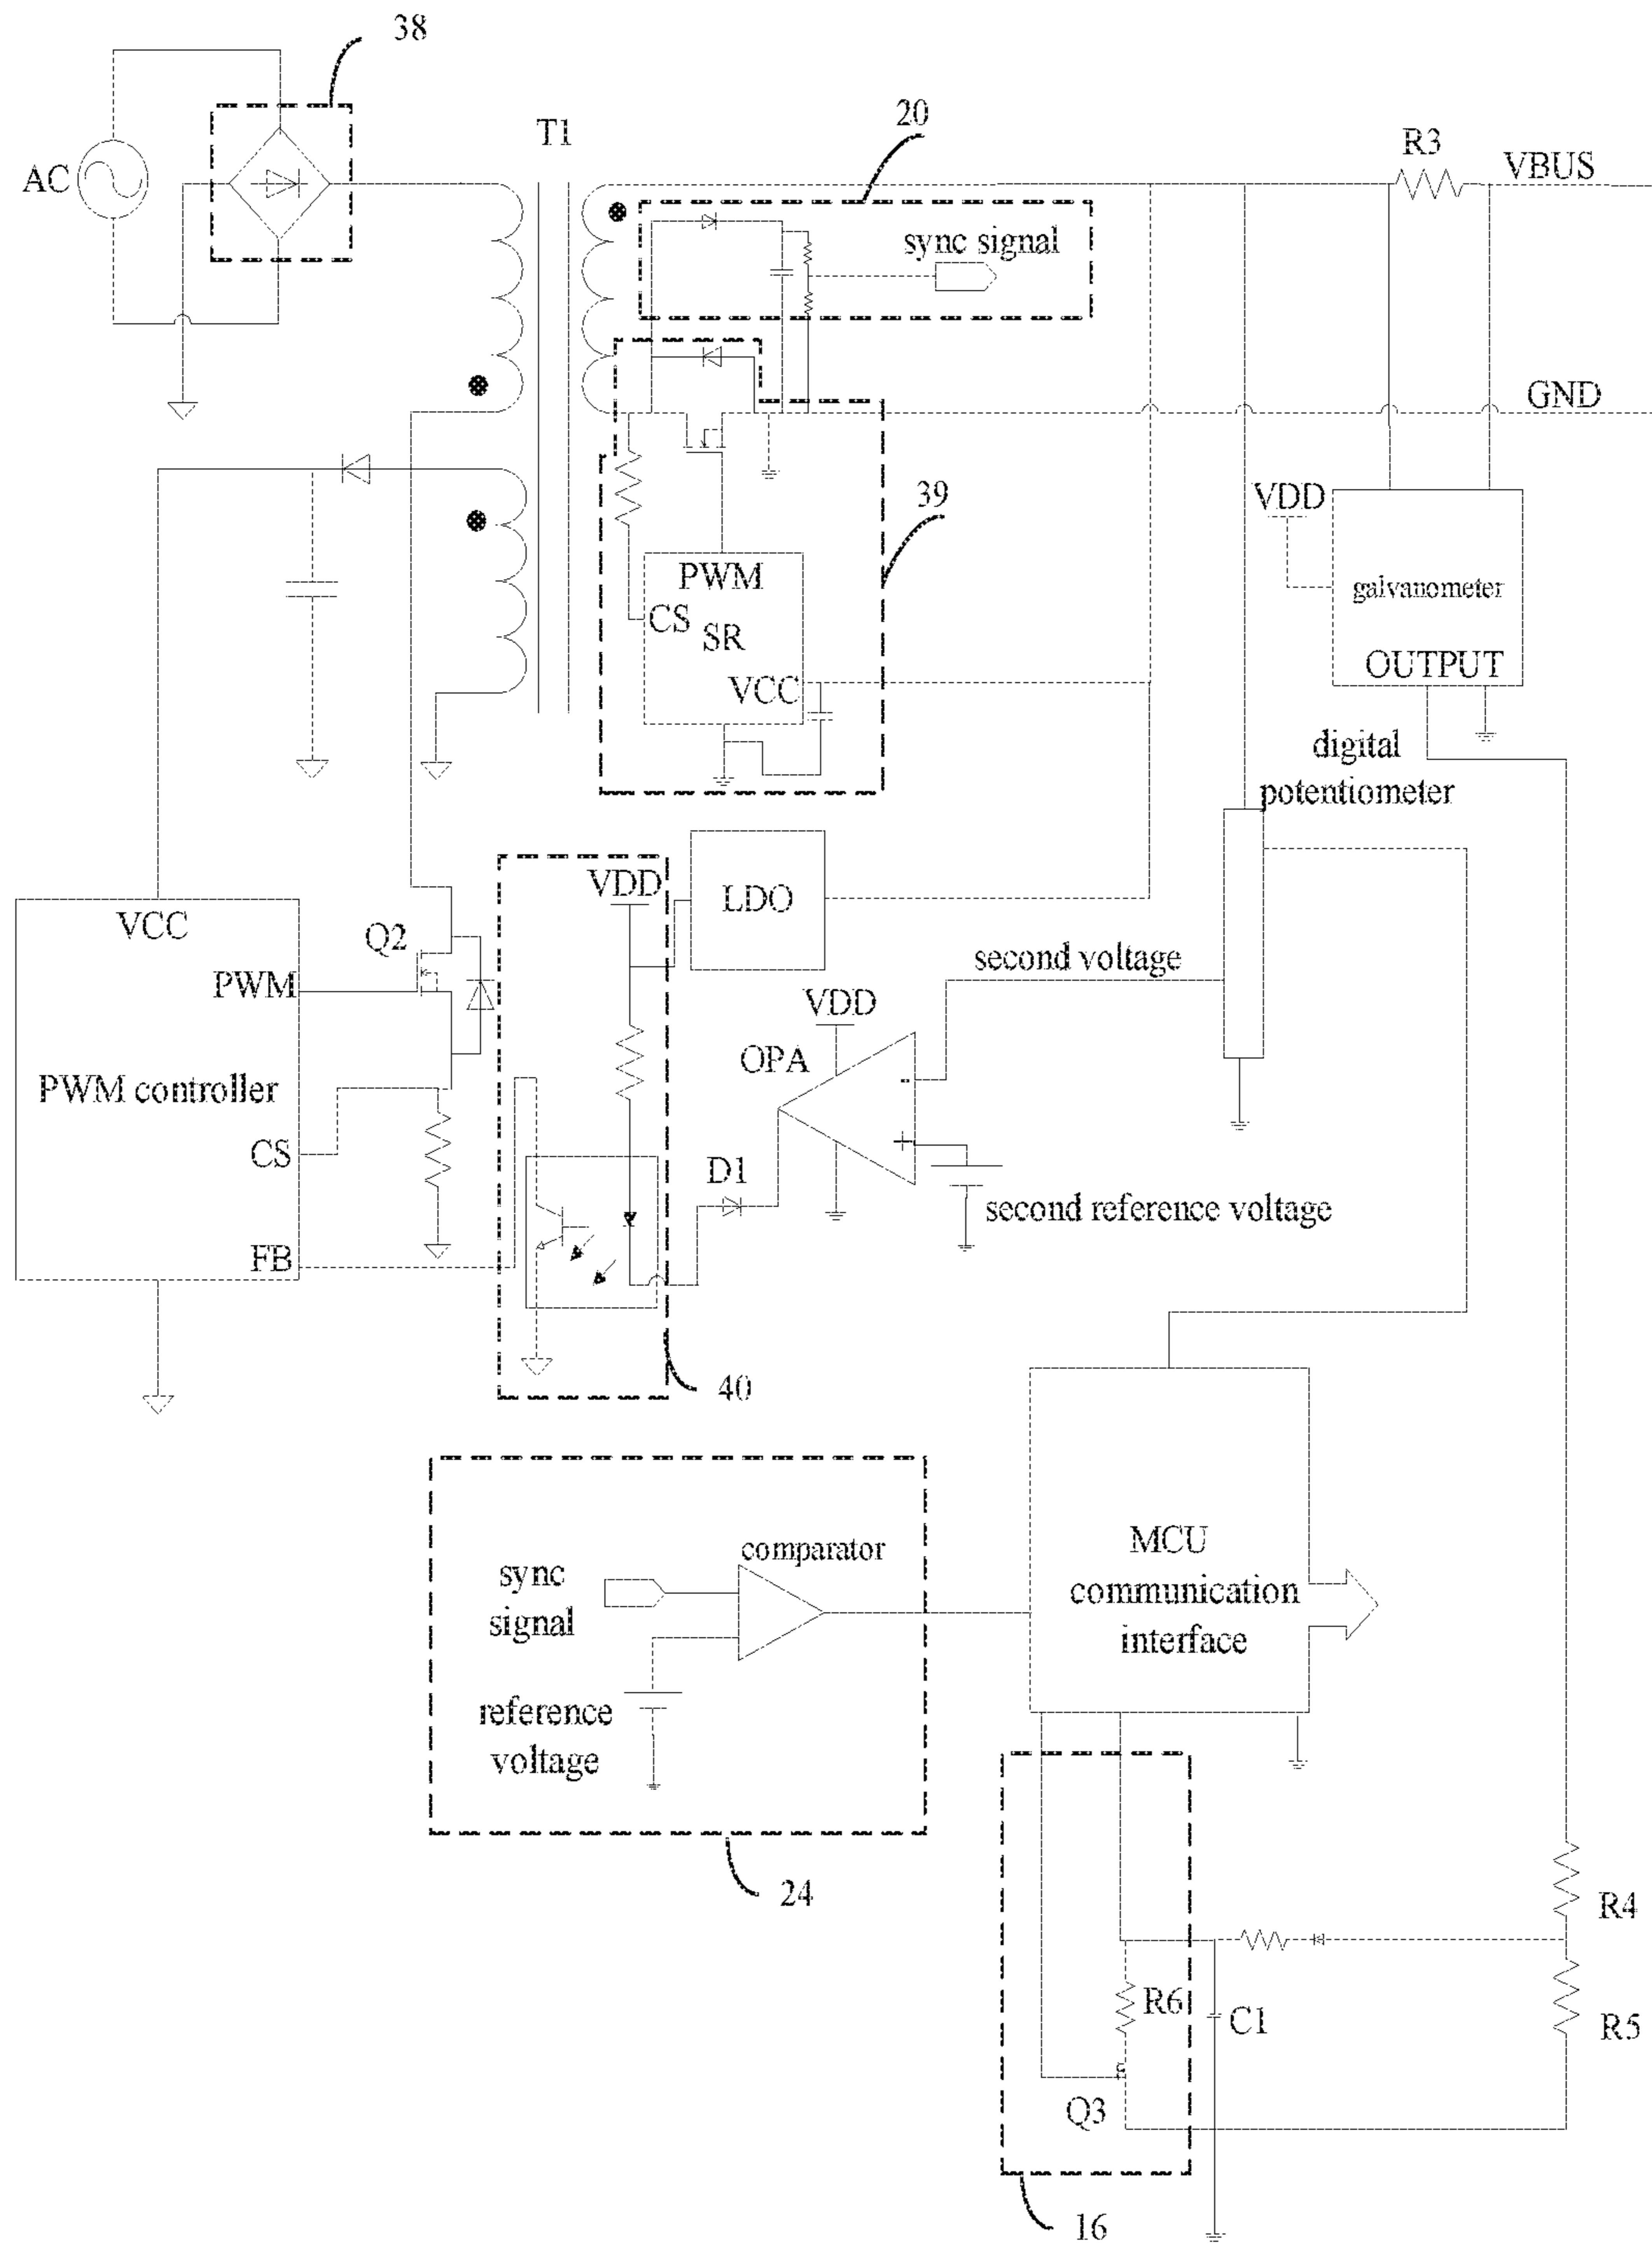 38
20
T1
R3
VBUS
AC
sync signal
GND
39
VDD
PWM
galvanometer
CS
SR
OUTPUT
VCC
digital
potentiometer
VDD
LDO
VCC
Q2
second voltage
PWM
VDD
OPA
-
PWM controller
+
CS
D1
second reference voltage
FB
40
comparator
MCU
sync
communication
signal
interface
reference
voltage
24
R4
R6
C1
R5
Q3
16